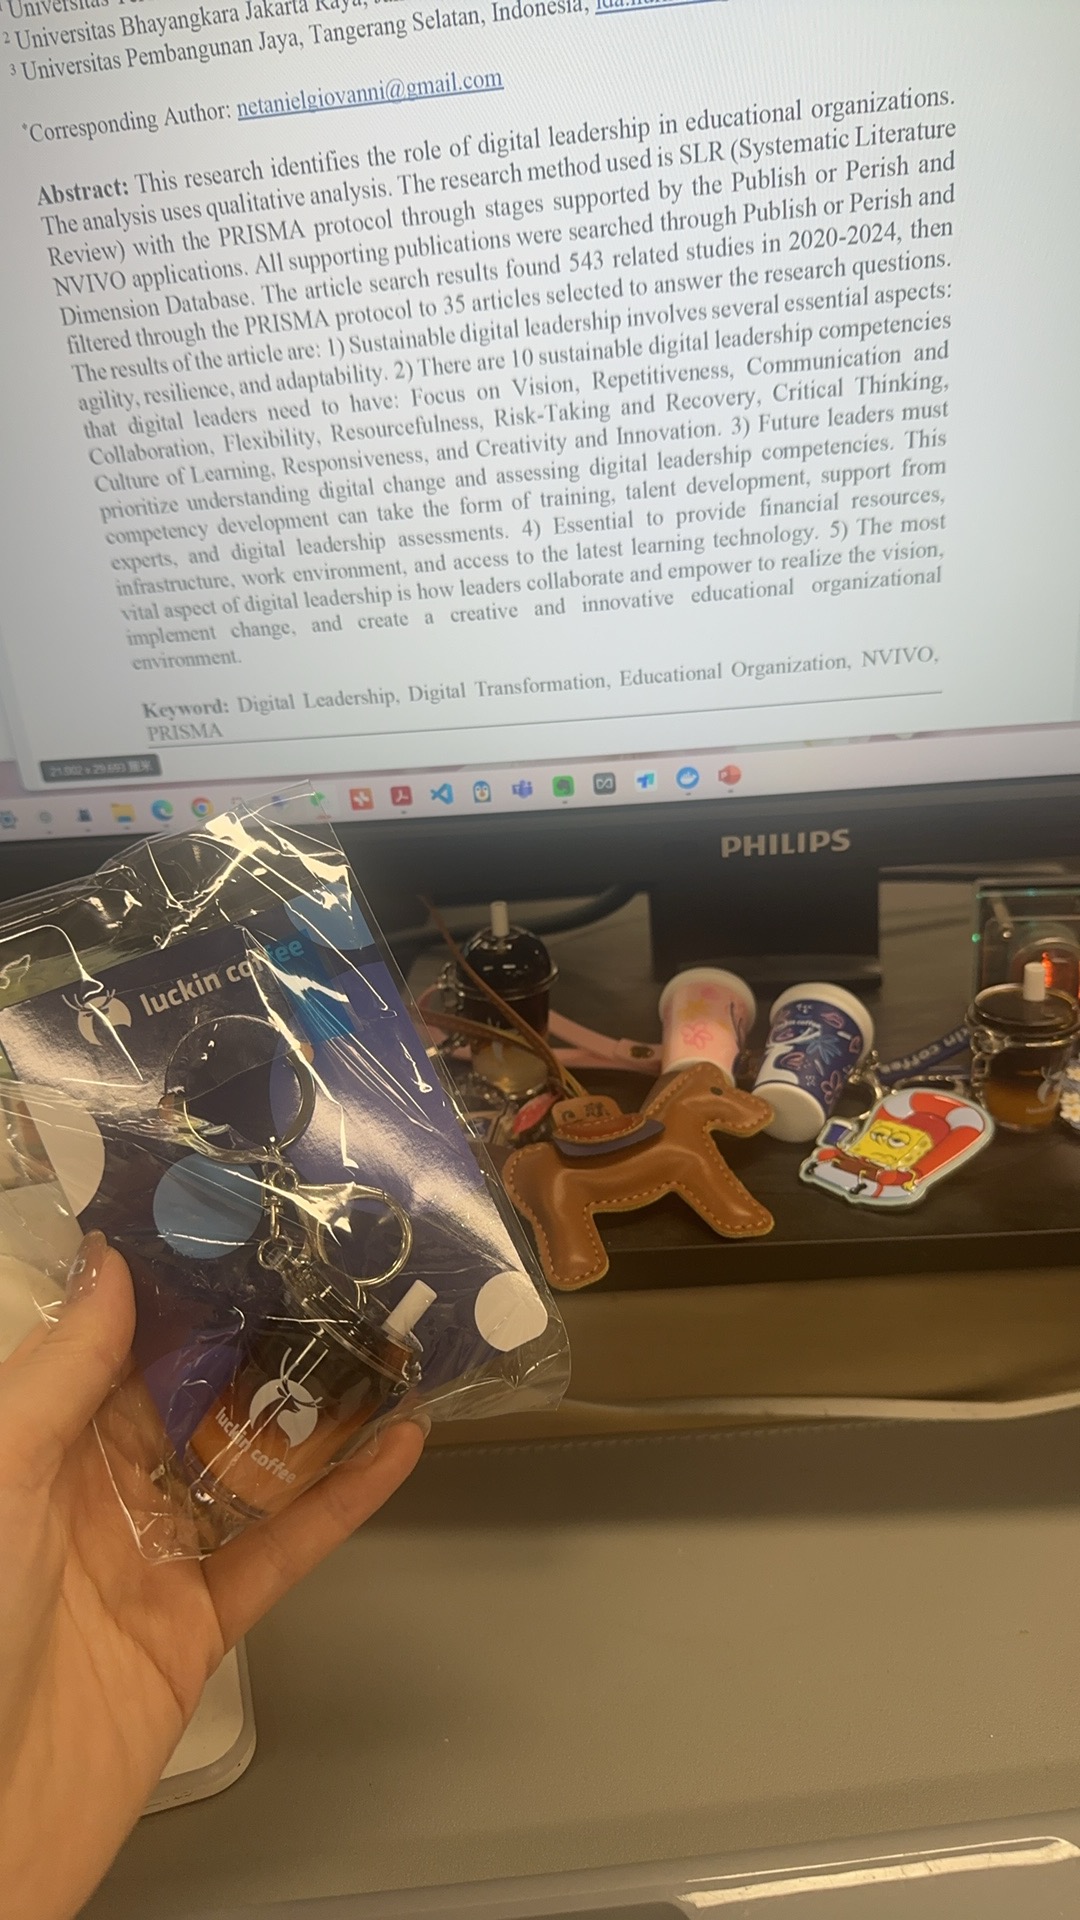 ² Universitas Bhayangkara Jakarta Raya,
³ Universitas Pembangunan Jaya, Tangerang Selatan, Indonesia,
*Corresponding Author: netanielgiovanni@gmail.com
Abstract: This research identifies the role of digital leadership in educational organizations.
The analysis uses qualitative analysis. The research method used is SLR (Systematic Literature
Review) with the PRISMA protocol through stages supported by the Publish or Perish and
NVIVO applications. All supporting publications were searched through Publish or Perish and
Dimension Database. The article search results found 543 related studies in 2020-2024, then
filtered through the PRISMA protocol to 35 articles selected to answer the research questions.
The results of the article are: 1) Sustainable digital leadership involves several essential aspects:
agility, resilience, and adaptability. 2) There are 10 sustainable digital leadership competencies
that digital leaders need to have: Focus on Vision, Repetitiveness, Communication and
Collaboration, Flexibility, Resourcefulness, Risk-Taking and Recovery, Critical Thinking,
Culture of Learning, Responsiveness, and Creativity and Innovation. 3) Future leaders must
prioritize understanding digital change and assessing digital leadership competencies. This
competency development can take the form of training, talent development, support from
experts, and digital leadership assessments. 4) Essential to provide financial resources,
infrastructure, work environment, and access to the latest learning technology. 5) The most
vital aspect of digital leadership is how leaders collaborate and empower to realize the vision,
implement change, and create a creative and innovative educational organizational
environment.
Keyword: Digital Leadership, Digital Transformation, Educational Organization, NVIVO,
PRISMA
PHILIPS
luckin coffee
luckin coffee